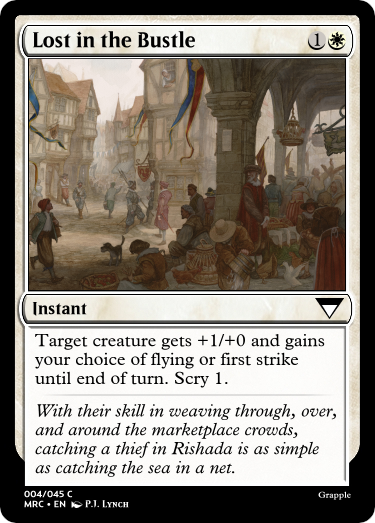 Lost in the Bustle 1
Instant
Target creature gets +1/+0 and gains
your choice of flying or first strike
until end of turn. Scry 1.
With their skill in weaving through, over,
and around the marketplace crowds,
catching a thief in Rishada is as simple
as catching the sea in a net.
004/045 C
MRC • EN P.J. Lynch
Grapple